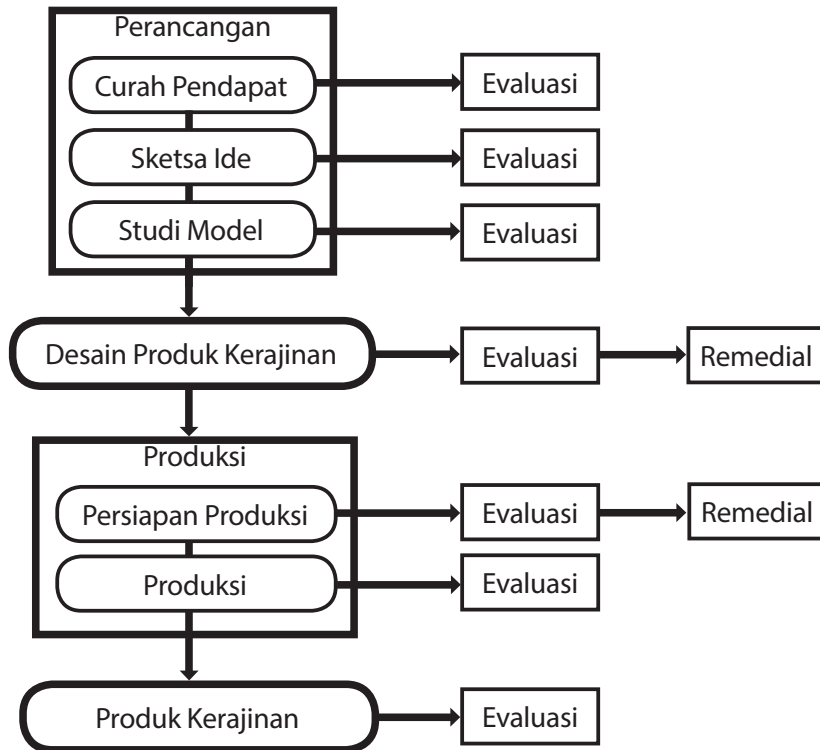 Perancangan
Curah Pendapat
Evaluasi
Sketsa Ide
Evaluasi
Studi Model
Evaluasi
Desain Produk Kerajinan
Evaluasi
Remedial
Produksi
Persiapan Produksi
Evaluasi
Remedial
Produksi
Evaluasi
Produk Kerajinan
Evaluasi